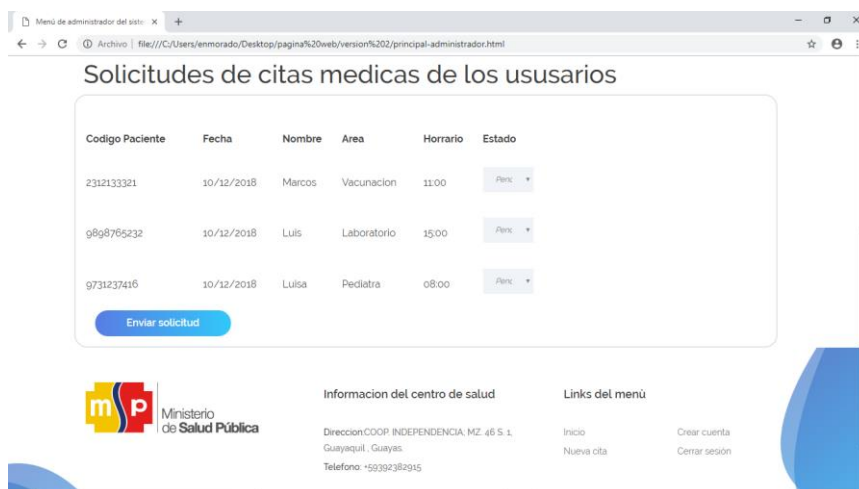 Menú de administrador del siste
Archivo | file:///C:/Users/enmorado/Desktop/pagina%20web/version%202/principal-administrador.html
Solicitudes de citas medicas de los ususarios
Codigo Paciente Fecha Nombre Area Horrario Estado
2312133321 10/12/2018 Marcos Vacunacion 11:00 Penc
9898765232 10/12/2018 Luis Laboratorio 15:00 Penc
9731237416 10/12/2018 Luisa Pediatra 08:00 Penc
Enviar solicitud
msp
Ministerio
de Salud Pública
Informacion del centro de salud
Direccion:COOP. INDEPENDENCIA; MZ. 46 S. 1,
Guayaquil , Guayas.
Telefono: +59392382915
Links del menù
Inicio Crear cuenta
Nueva cita Cerrar sesión